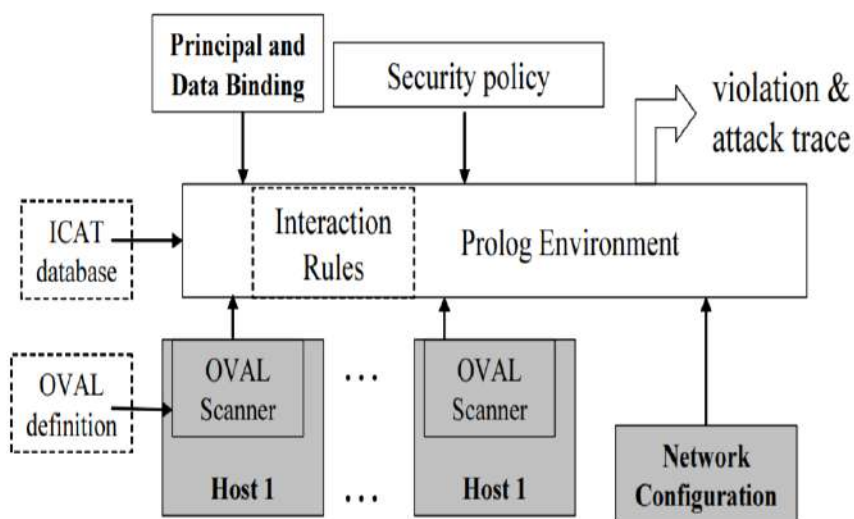 Principal and
Data Binding
Security policy
violation &
attack trace
ICAT
database
Interaction
Rules
Prolog Environment
OVAL
definition
OVAL
Scanner
...
OVAL
Scanner
Host 1
...
Host 1
Network
Configuration